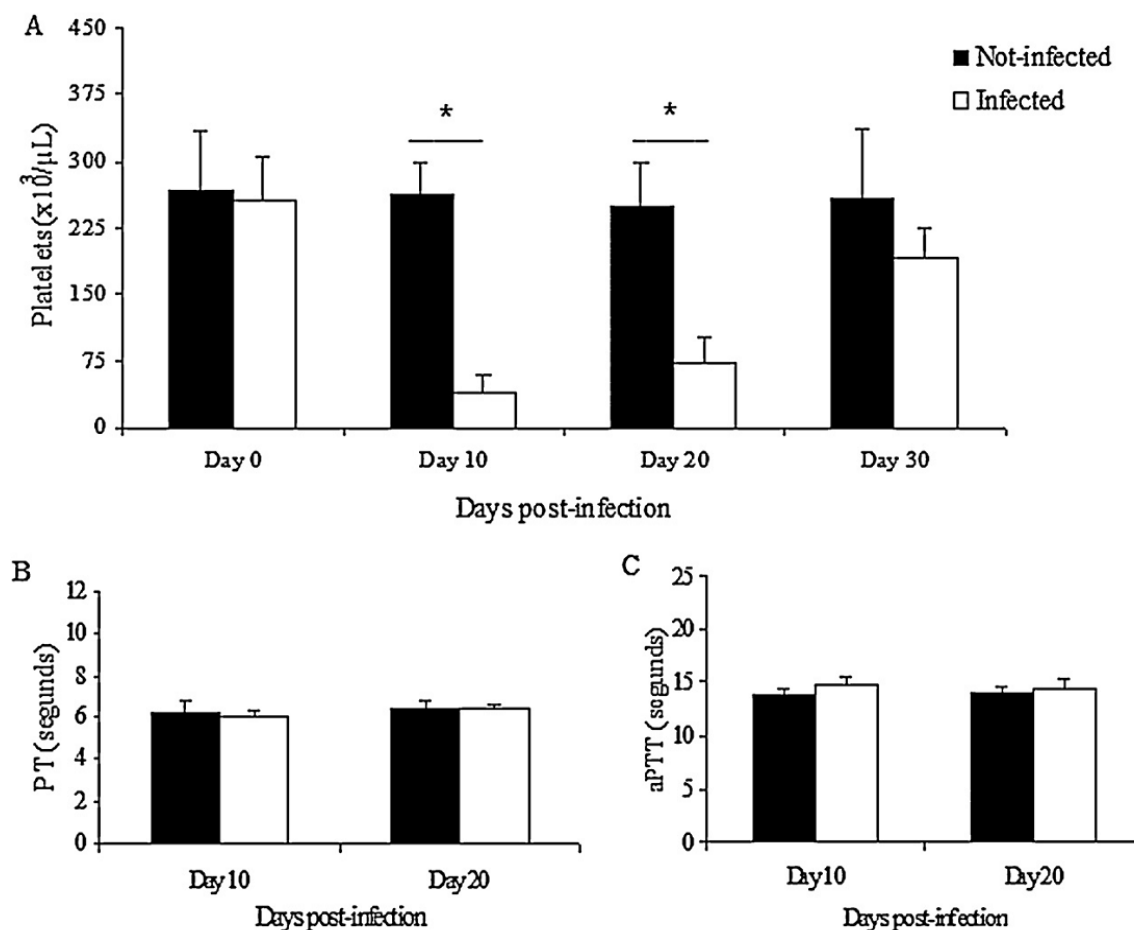 A
450
375
300
225
150
75
0
Platelets (x10³/µL)
Not-infected
Infected
*
*
Day 0 Day 10 Day 20 Day 30
Days post-infection
B
12
10
8
6
4
2
0
PT (segunds)
Day10 Day20
Days post-infection
C
25
20
15
10
5
0
aPTT (sogunds)
Day10 Day20
Days post-infection